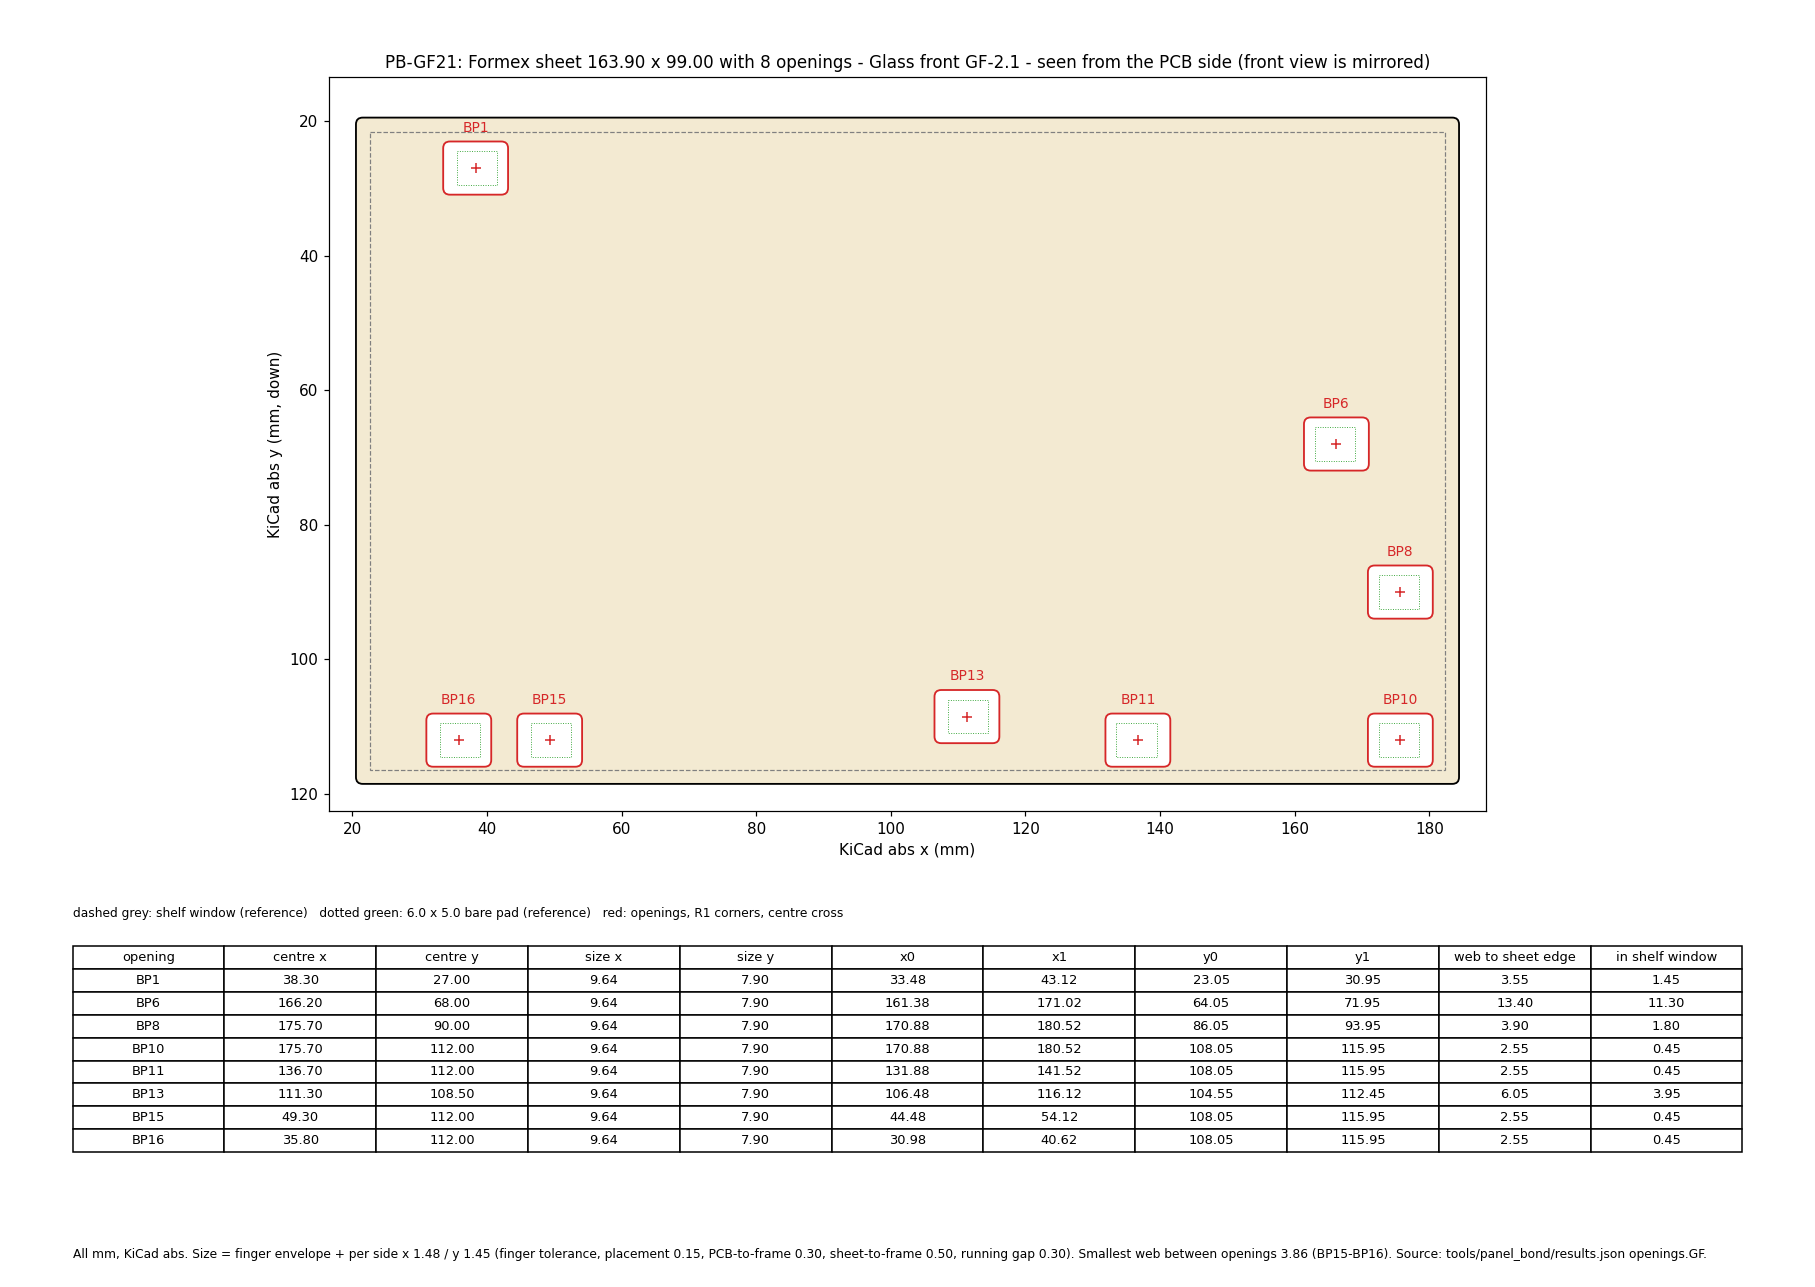 PB-GF21: Formex sheet 163.90 x 99.00 with 8 openings - Glass front GF-2.1 - seen from the PCB side (front view is mirrored)
20
40
60
80
100
120
KiCad abs y (mm, down)
BP1
BP6
BP8
BP13
BP16 BP15 BP11 BP10
20 40 60 80 100 120 140 160 180
KiCad abs x (mm)
dashed grey: shelf window (reference) dotted green: 6.0 x 5.0 bare pad (reference) red: openings, R1 corners, centre cross
opening centre x centre y size x size y x0 x1 y0 y1 web to sheet edge in shelf window
BP1 38.30 27.00 9.64 7.90 33.48 43.12 23.05 30.95 3.55 1.45
BP6 166.20 68.00 9.64 7.90 161.38 171.02 64.05 71.95 13.40 11.30
BP8 175.70 90.00 9.64 7.90 170.88 180.52 86.05 93.95 3.90 1.80
BP10 175.70 112.00 9.64 7.90 170.88 180.52 108.05 115.95 2.55 0.45
BP11 136.70 112.00 9.64 7.90 131.88 141.52 108.05 115.95 2.55 0.45
BP13 111.30 108.50 9.64 7.90 106.48 116.12 104.55 112.45 6.05 3.95
BP15 49.30 112.00 9.64 7.90 44.48 54.12 108.05 115.95 2.55 0.45
BP16 35.80 112.00 9.64 7.90 30.98 40.62 108.05 115.95 2.55 0.45
All mm, KiCad abs. Size = finger envelope + per side x 1.48 / y 1.45 (finger tolerance, placement 0.15, PCB-to-frame 0.30, sheet-to-frame 0.50, running gap 0.30). Smallest web between openings 3.86 (BP15-BP16). Source: tools/panel_bond/results.json openings.GF.